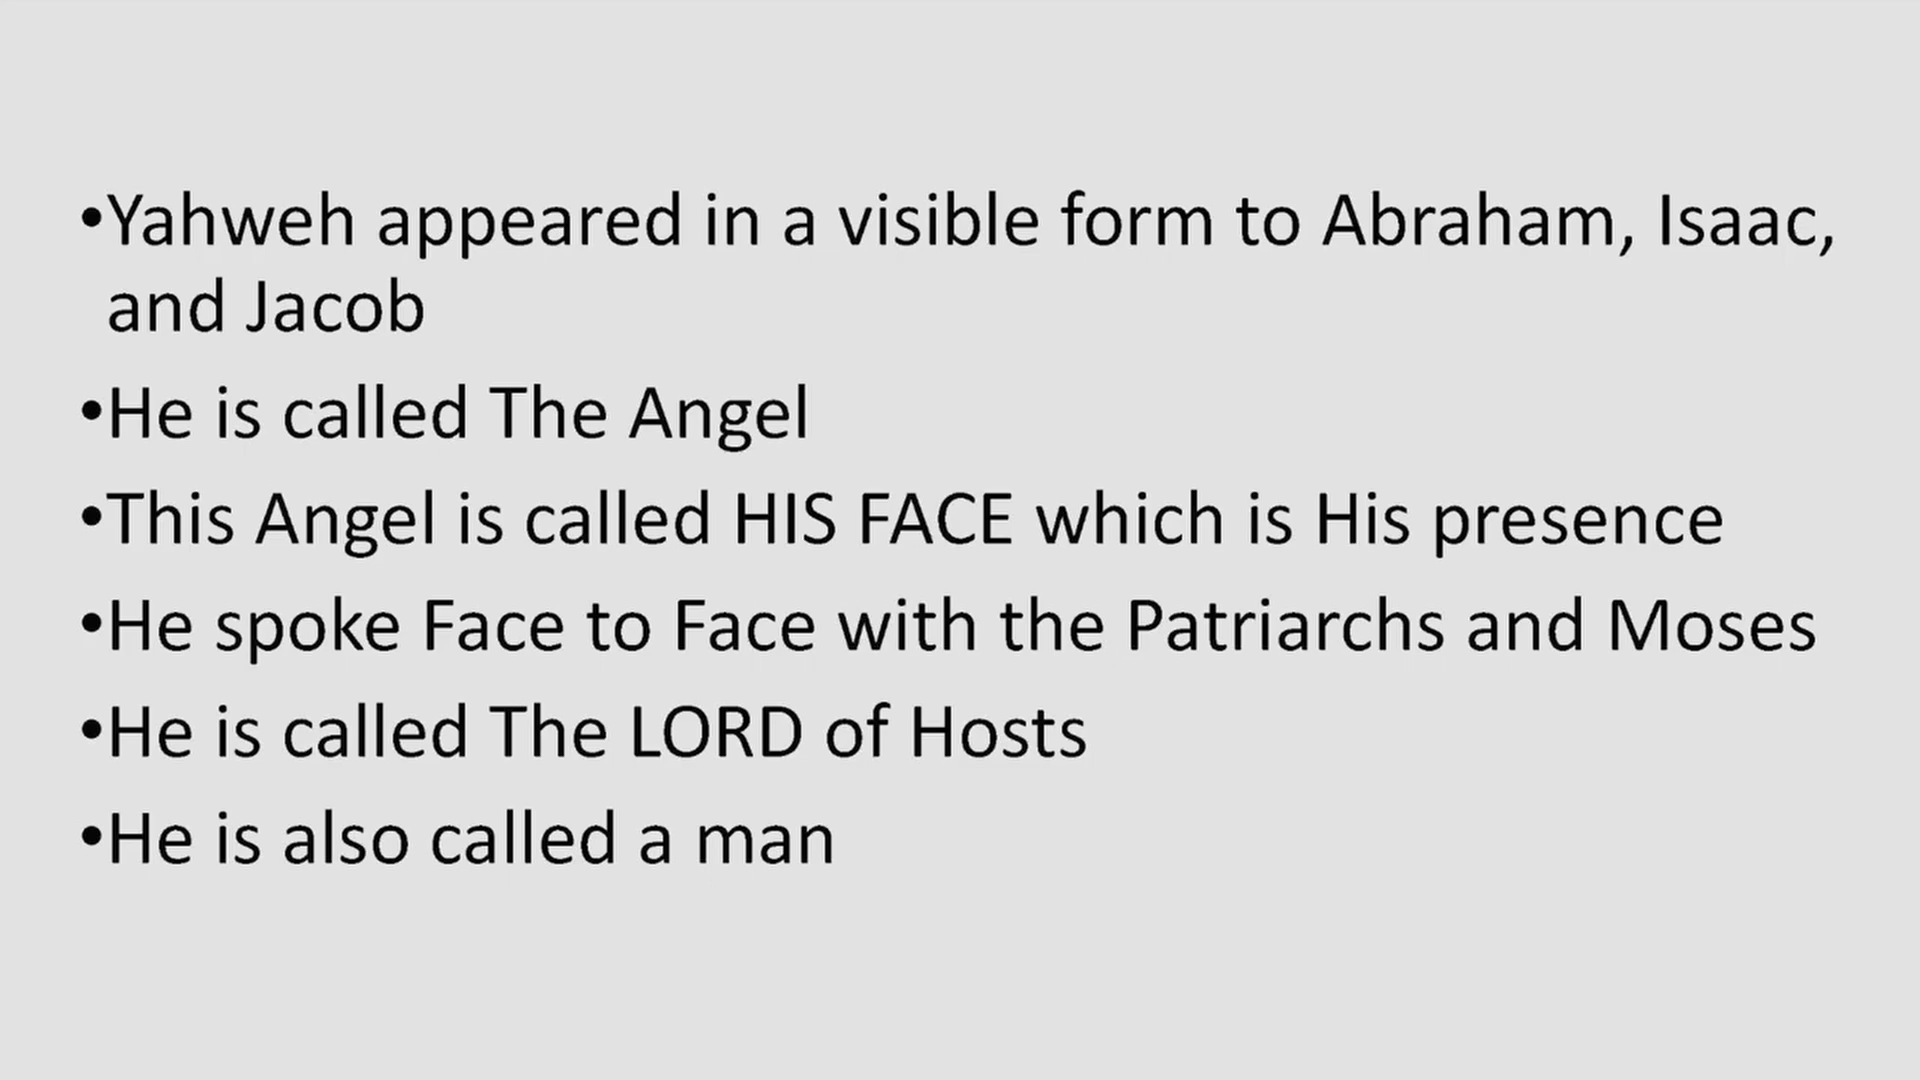 •Yahweh appeared in a visible form to Abraham, Isaac,
and Jacob
•He is called The Angel
•This Angel is called HIS FACE which is His presence
•He spoke Face to Face with the Patriarchs and Moses
•He is called The LORD of Hosts
•He is also called a man